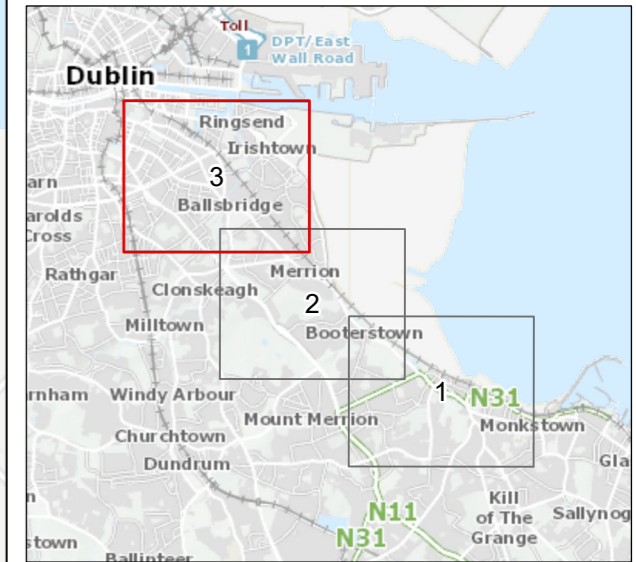 Toll
1
DPT/East
Wall Road
Dublin
Ringsend
Irishtown
3
arn
Ballsbridge
arolds
Cross
Rathgar
Merrion
Clonskeagh
2
Milltown
Booterstown
1
rnham
Windy Arbour
N31
Mount Merrion
Monkstown
Churchtown
Dundrum
Gla
n
Kill
of The
Grange
Sallynog
N11
N31
stown
Ballinteer